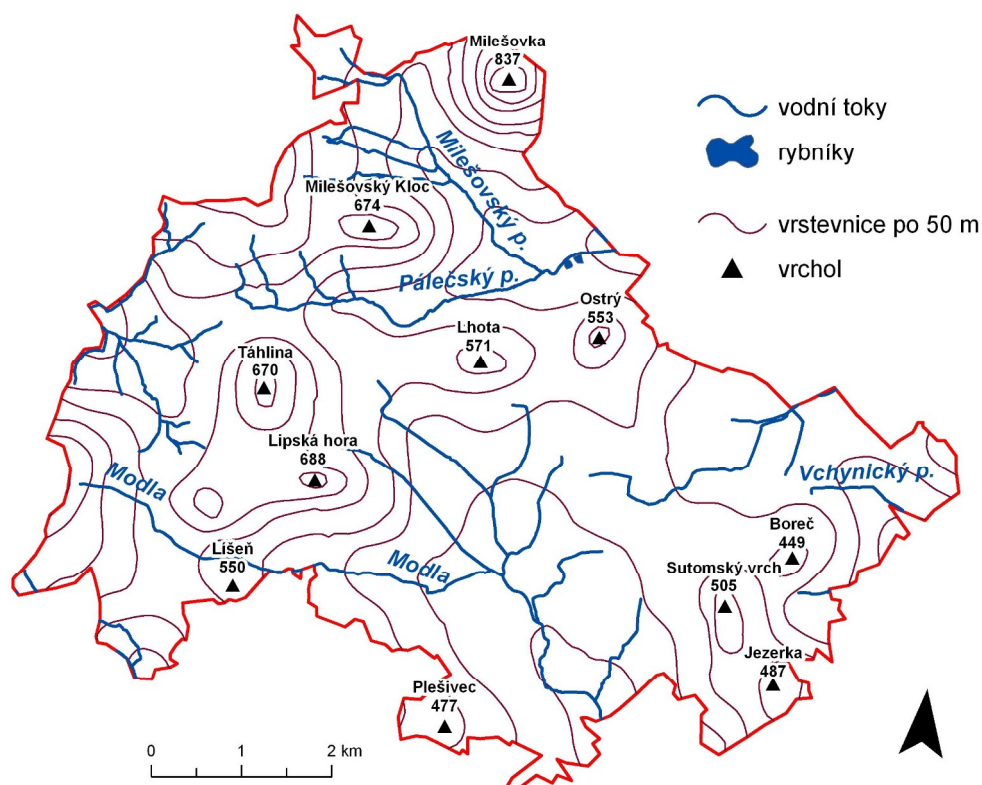 Milešovka
837
vodní toky
rybníky
Milešovský p.
Milešovský Kloc
674
vrstevnice po 50 m
vrchol
Pálečský p.
Ostrý
553
Lhota
571
Táhlina
670
Lipská hora
688
Modla
Vchynický p.
Boreč
449
Líšeň
550
Modla
Sutomský vrch
505
Jezerka
487
Plešivec
477
0 1 2 km